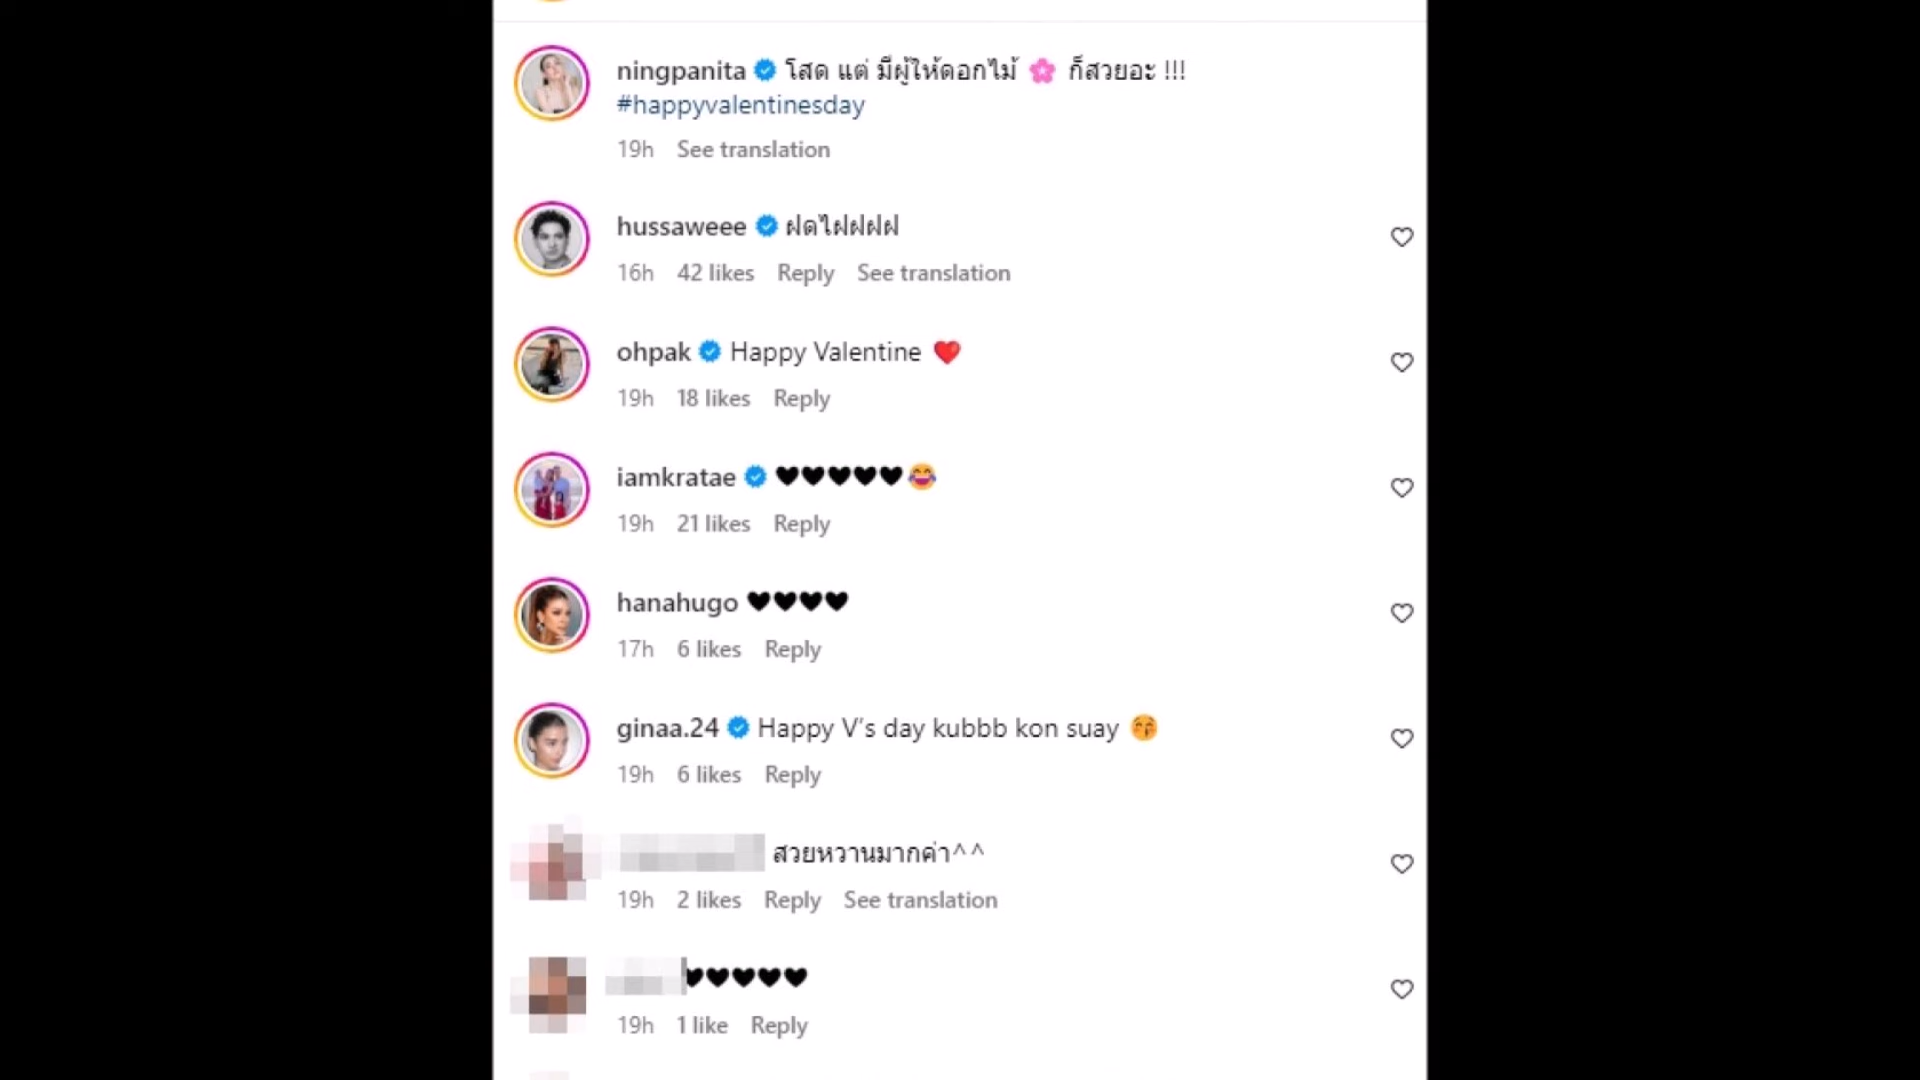 ningpanita โสด แต่ มีผู้ให้ดอกไม้ 🌸 ก็สวยอะ !!!
#happyvalentinesday
19h See translation
hussaweee ฝดไฝฝฝฝ
16h 42 likes Reply See translation
ohpak Happy Valentine ❤️
19h 18 likes Reply
iamkratae 🖤🖤🖤🖤🖤😂
19h 21 likes Reply
hanahugo 🖤🖤🖤🖤
17h 6 likes Reply
ginaa.24 Happy V's day kubbb kon suay 😚
19h 6 likes Reply
สวยหวานมากค่า^^
19h 2 likes Reply See translation
🖤🖤🖤🖤🖤
19h 1 like Reply